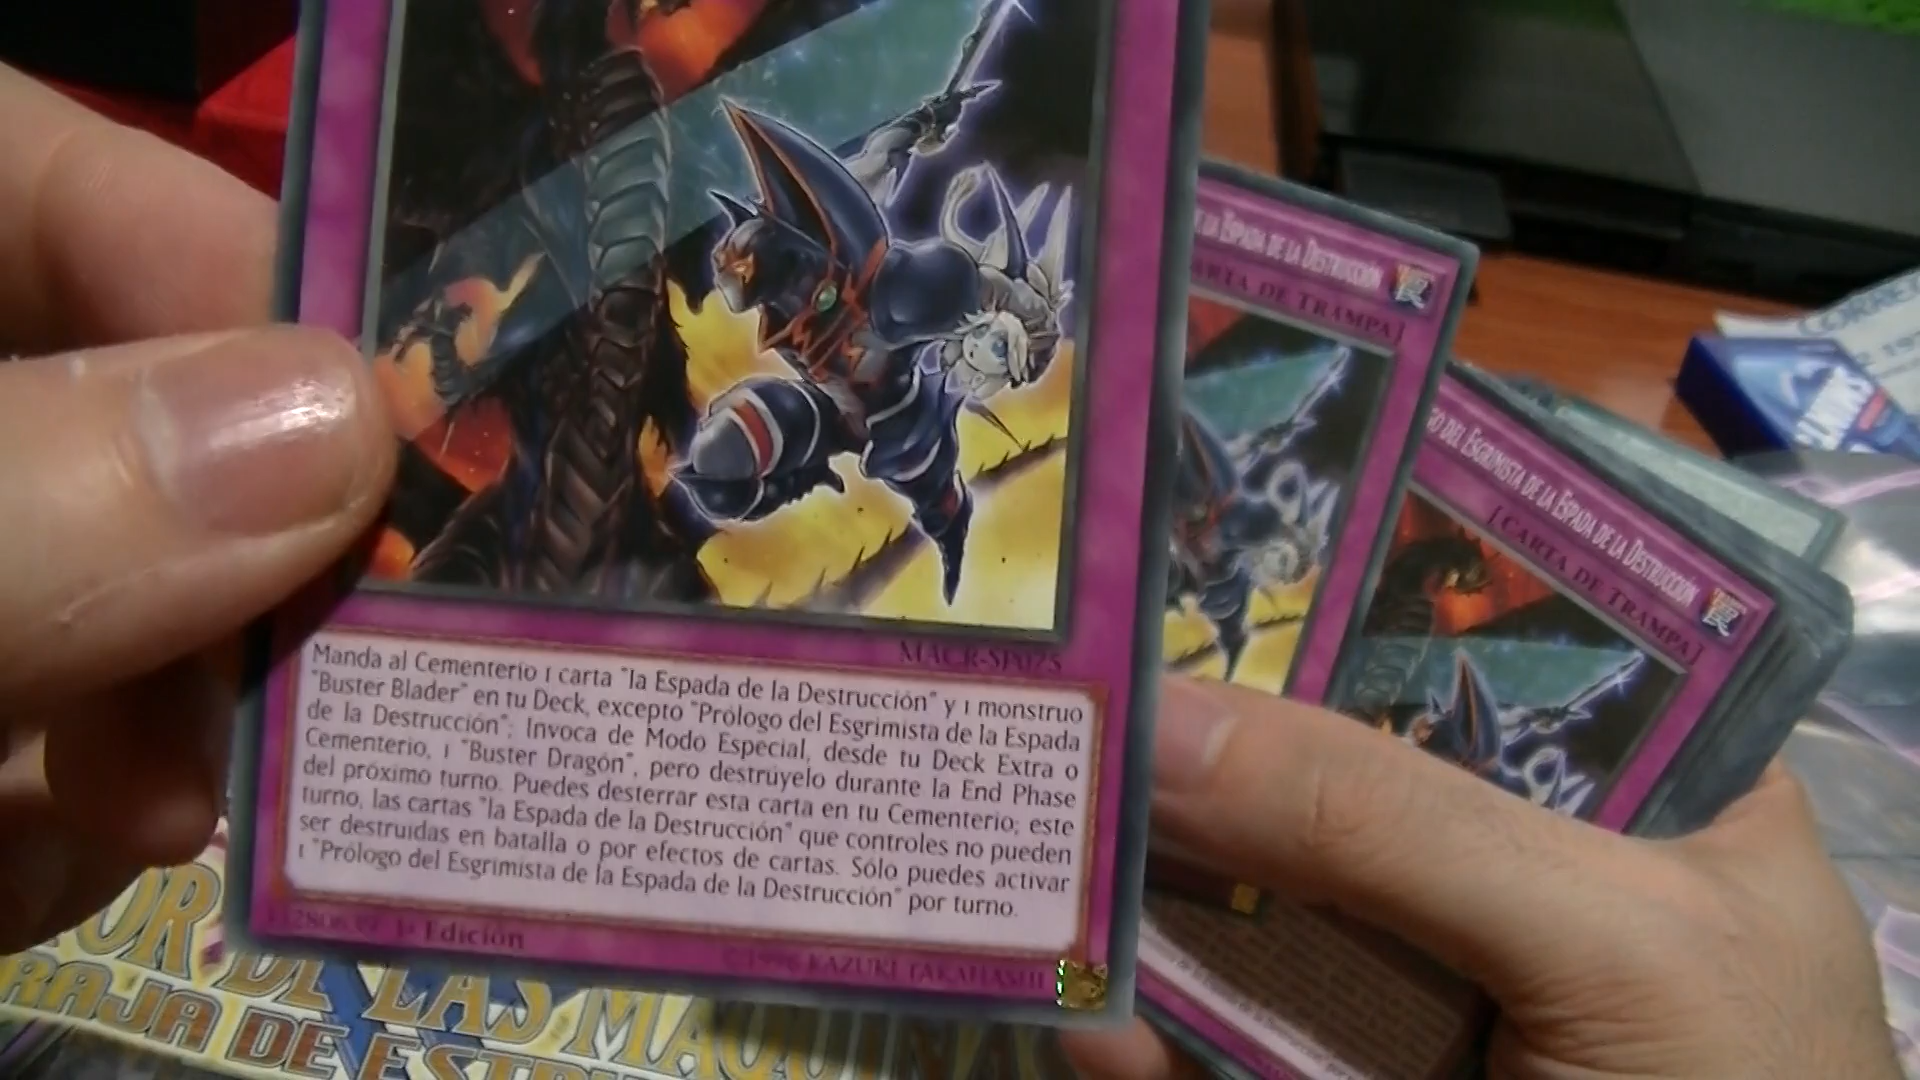 MACR-SP075
Manda al Cementerio 1 carta "la Espada de la Destrucción" y 1 monstruo
"Buster Blader" en tu Deck, excepto "Prólogo del Esgrimista de la Espada
de la Destrucción"; Invoca de Modo Especial, desde tu Deck Extra o
Cementerio, 1 "Buster Dragón", pero destrúyelo durante la End Phase
del próximo turno. Puedes desterrar esta carta en tu Cementerio; este
turno, las cartas "la Espada de la Destrucción" que controles no pueden
ser destruidas en batalla o por efectos de cartas. Sólo puedes activar
1 "Prólogo del Esgrimista de la Espada de la Destrucción" por turno.
1ª Edición
©1996 KAZUKI TAKAHASHI
LA ESPADA DE LA DESTRUCCIÓN
CARTA DE TRAMPA]
DEL ESGRIMISTA DE LA ESPADA DE LA DESTRUCCIÓN
[CARTA DE TRAMPA]
OR DE LAS MAQUINA
RAJA DE ESTRU